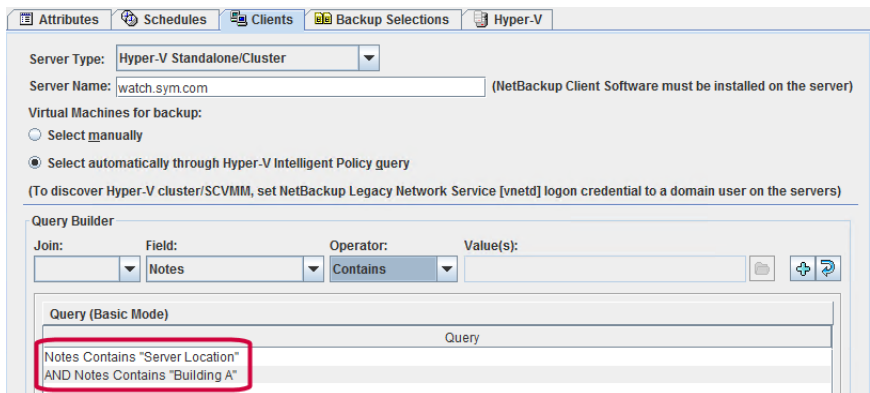 Attributes Schedules Clients Backup Selections Hyper-V
Server Type: Hyper-V Standalone/Cluster
Server Name: watch.sym.com (NetBackup Client Software must be installed on the server)
Virtual Machines for backup:
Select manually
Select automatically through Hyper-V Intelligent Policy query
(To discover Hyper-V cluster/SCVMM, set NetBackup Legacy Network Service [vnetd] logon credential to a domain user on the servers)
Query Builder
Join: Field: Operator: Value(s):
Notes Contains
Query (Basic Mode)
Query
Notes Contains "Server Location"
AND Notes Contains "Building A"